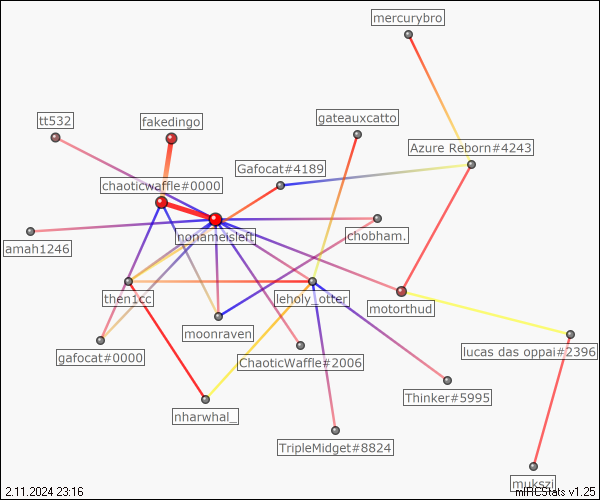 mercurybro
tt532
fakedingo
gateauxcatto
Azure Reborn#4243
Gafocat#4189
chaoticwaffle#0000
nonameisleft
chobham.
amah1246
then1cc
leholy_otter
motorthud
moonraven
gafocat#0000
ChaoticWaffle#2006
lucas das oppai#2396
Thinker#5995
nharwhal_
TripleMidget#8824
mukszi
2.11.2024 23:16
mIRCStats v1.25